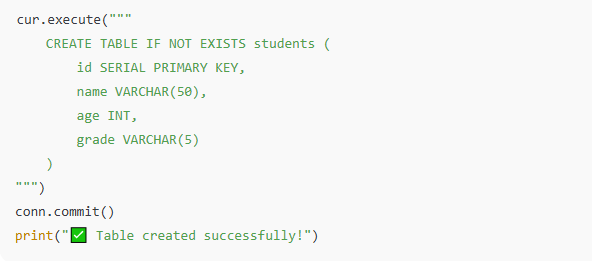 cur.execute("""
    CREATE TABLE IF NOT EXISTS students (
        id SERIAL PRIMARY KEY,
        name VARCHAR(50),
        age INT,
        grade VARCHAR(5)
    )
""")
conn.commit()
print("✅ Table created successfully!")